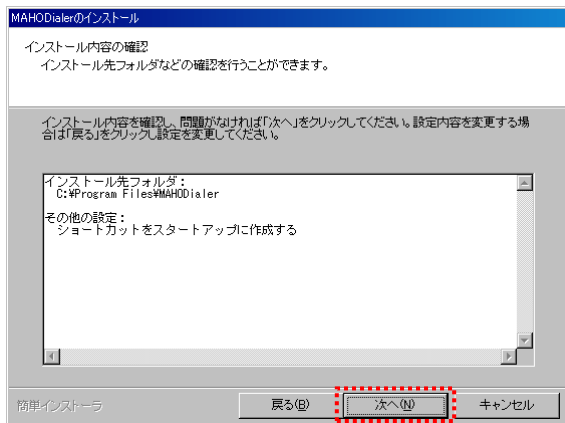 MAHODialerのインストール
インストール内容の確認
インストール先フォルダなどの確認を行うことができます。
インストール内容を確認し、問題がなければ「次へ」をクリックしてください。設定内容を変更する場
合は「戻る」をクリックし設定を変更してください。
インストール先フォルダ:
C:¥Program Files¥MAHODialer
その他の設定:
ショートカットをスタートアップに作成する
簡単インストーラ
戻る(B)
次へ(N)
キャンセル